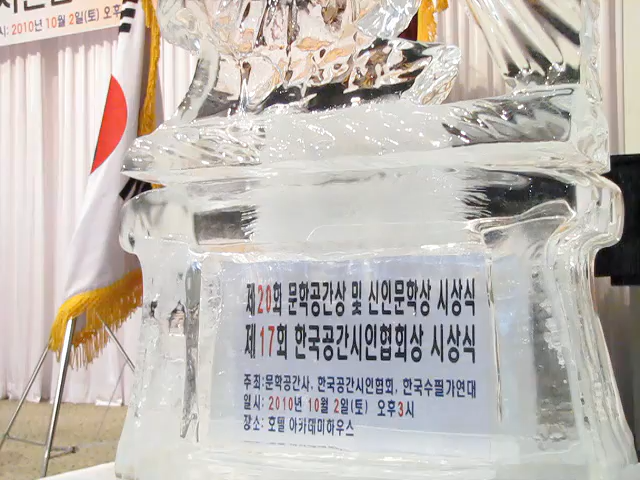 : 2010년 10월 2일(토) 오후
제20회 문학공간상 및 신인문학상 시상식
제17회 한국공간시인협회상 시상식
주최:문학공간사, 한국공간시인협회, 한국수필가연대
일시: 2010년 10월 2일(토) 오후3시
장소: 호텔 아카데미하우스